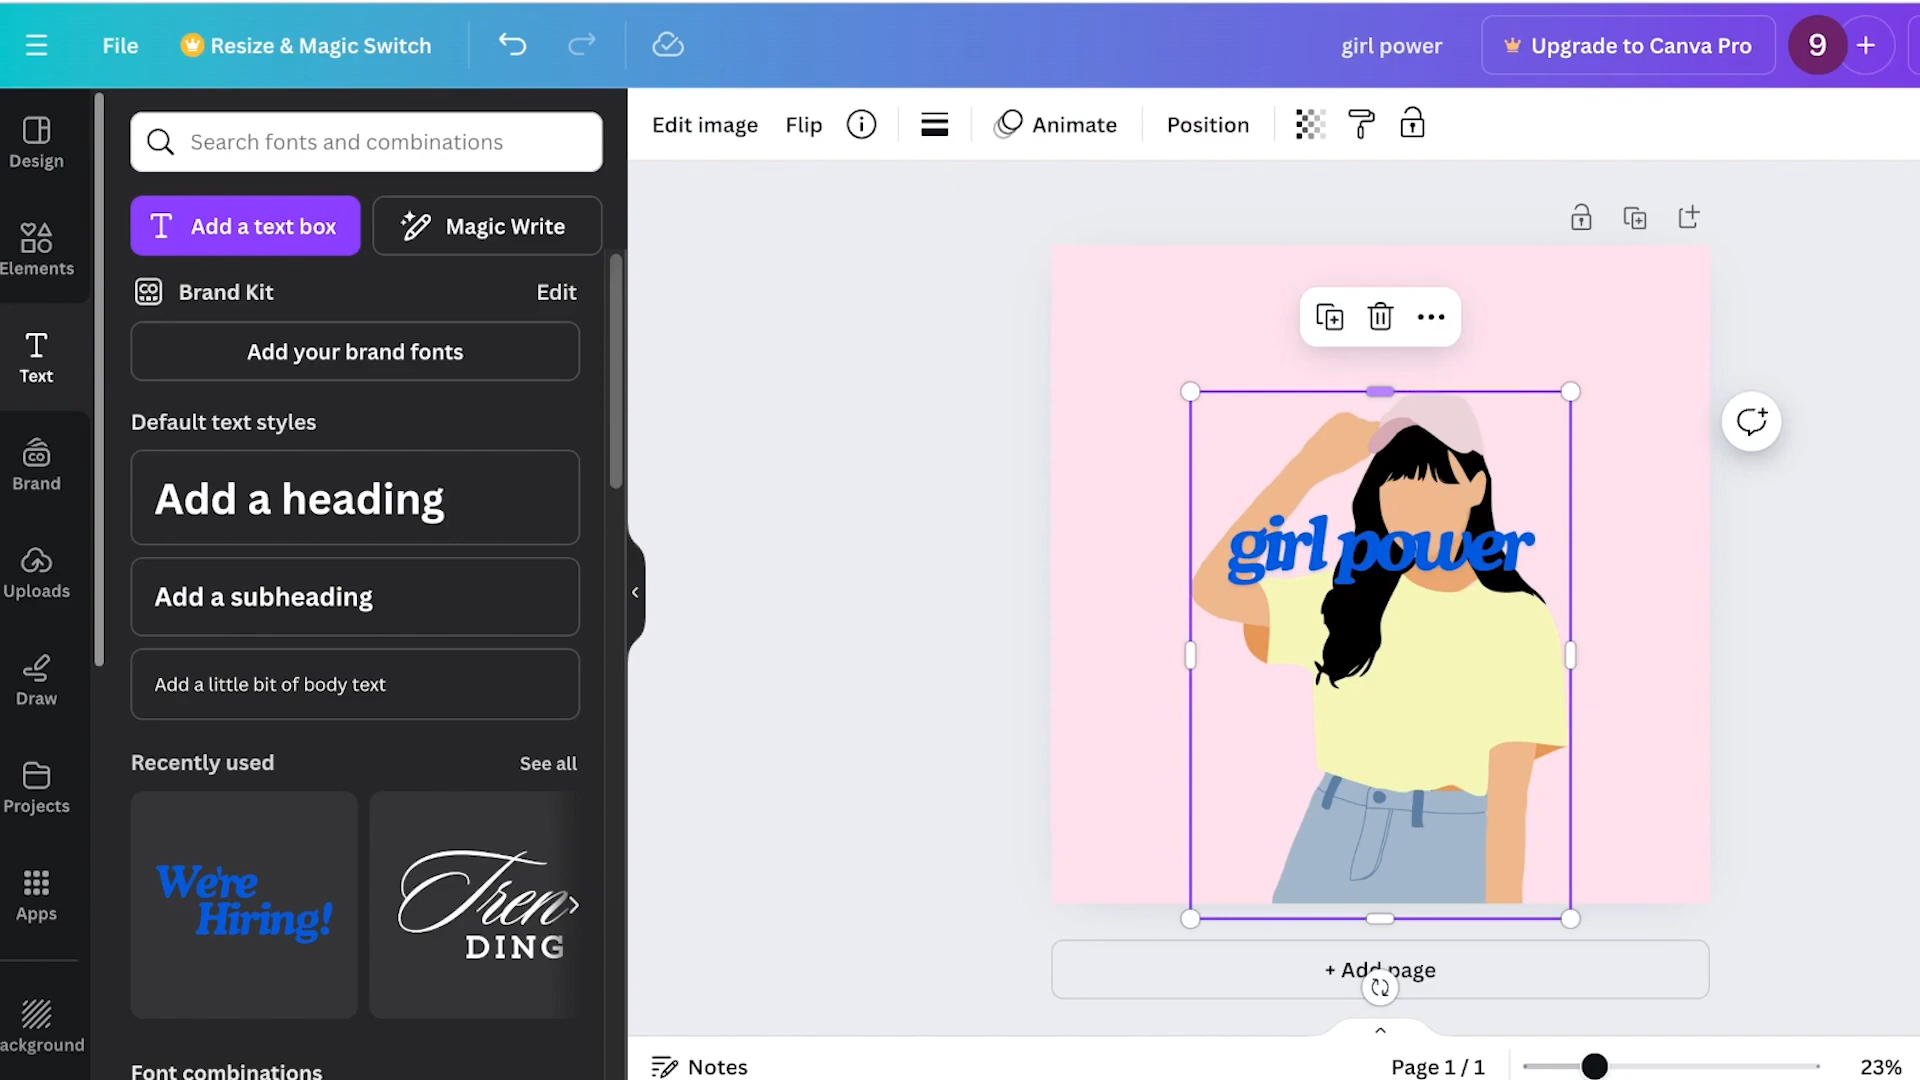 File
Resize & Magic Switch
girl power
Upgrade to Canva Pro
9
Design
Elements
Text
Brand
Uploads
Draw
Projects
Apps
ackground
Search fonts and combinations
Add a text box
Magic Write
Brand Kit
Edit
Add your brand fonts
Default text styles
Add a heading
Add a subheading
Add a little bit of body text
Recently used
See all
We're
Hiring!
Tren
DING
Font combinations
Edit image
Flip
Animate
Position
girl power
+ Add page
Notes
Page 1 / 1
23%